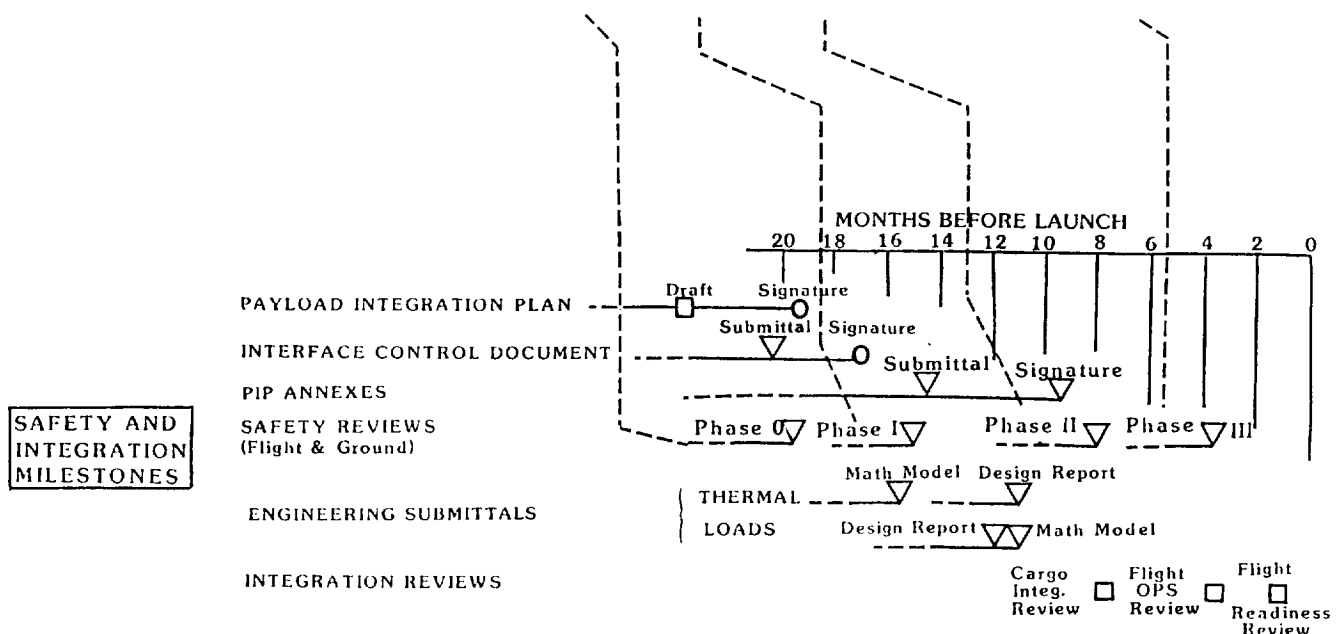 MONTHS BEFORE LAUNCH
20 18 16 14 12 10 8 6 4 2 0
PAYLOAD INTEGRATION PLAN
Draft
Signature
INTERFACE CONTROL DOCUMENT
Submittal
Signature
PIP ANNEXES
Submittal
Signature
SAFETY AND
INTEGRATION
MILESTONES
SAFETY REVIEWS
(Flight & Ground)
Phase 0
Phase I
Phase II
Phase III
ENGINEERING SUBMITTALS
THERMAL
Math Model
Design Report
LOADS
Design Report
Math Model
INTEGRATION REVIEWS
Cargo
Integ.
Review
Flight
OPS
Review
Flight
Readiness
Review